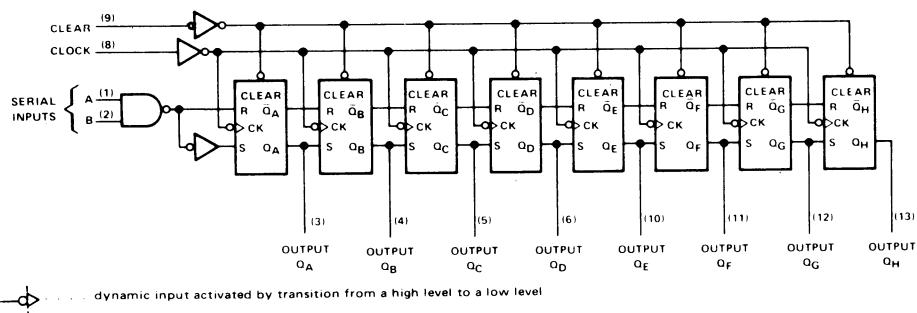 CLEAR (9)
CLOCK (8)
SERIAL INPUTS
A (1)
B (2)
CLEAR CLEAR CLEAR CLEAR CLEAR CLEAR CLEAR CLEAR
R Q̄A R Q̄B R Q̄C R Q̄D R Q̄E R Q̄F R Q̄G R Q̄H
CK CK CK CK CK CK CK CK
S QA S QB S QC S QD S QE S QF S QG S QH
(3) (4) (5) (6) (10) (11) (12) (13)
OUTPUT OUTPUT OUTPUT OUTPUT OUTPUT OUTPUT OUTPUT OUTPUT
QA QB QC QD QE QF QG QH
. . . . dynamic input activated by transition from a high level to a low level